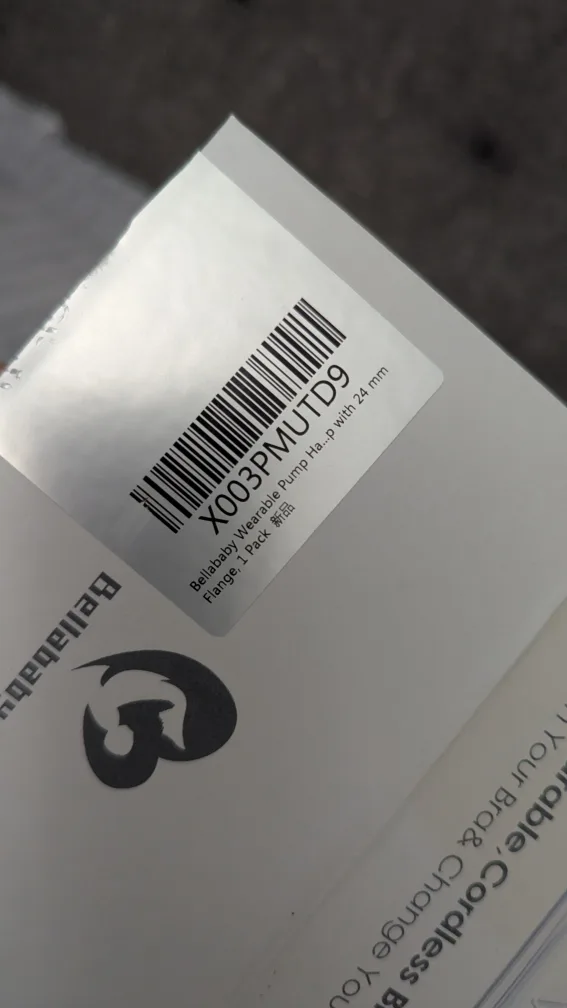 X003PMUTD9
Bellababy Wearable Pump Ha...p with 24 mm
Flange, 1 Pack 新品
Bellababy
Your Bra& Change You
rable,Cordless B